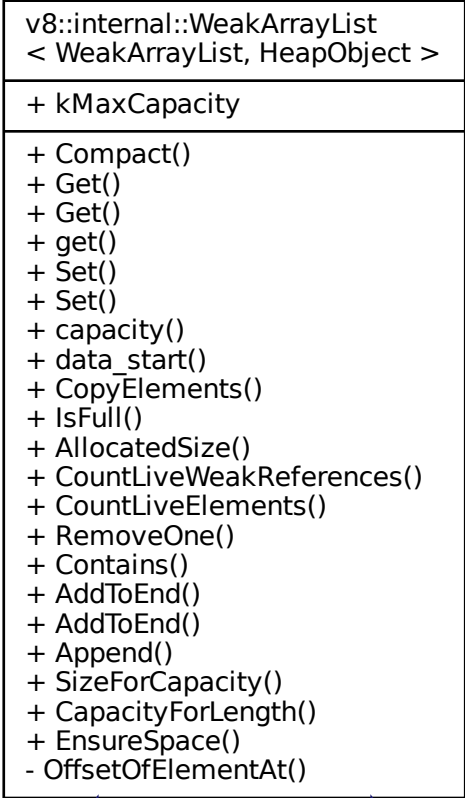 v8::internal::WeakArrayList
< WeakArrayList, HeapObject >
+ kMaxCapacity
+ Compact()
+ Get()
+ Get()
+ get()
+ Set()
+ Set()
+ capacity()
+ data_start()
+ CopyElements()
+ IsFull()
+ AllocatedSize()
+ CountLiveWeakReferences()
+ CountLiveElements()
+ RemoveOne()
+ Contains()
+ AddToEnd()
+ AddToEnd()
+ Append()
+ SizeForCapacity()
+ CapacityForLength()
+ EnsureSpace()
- OffsetOfElementAt()